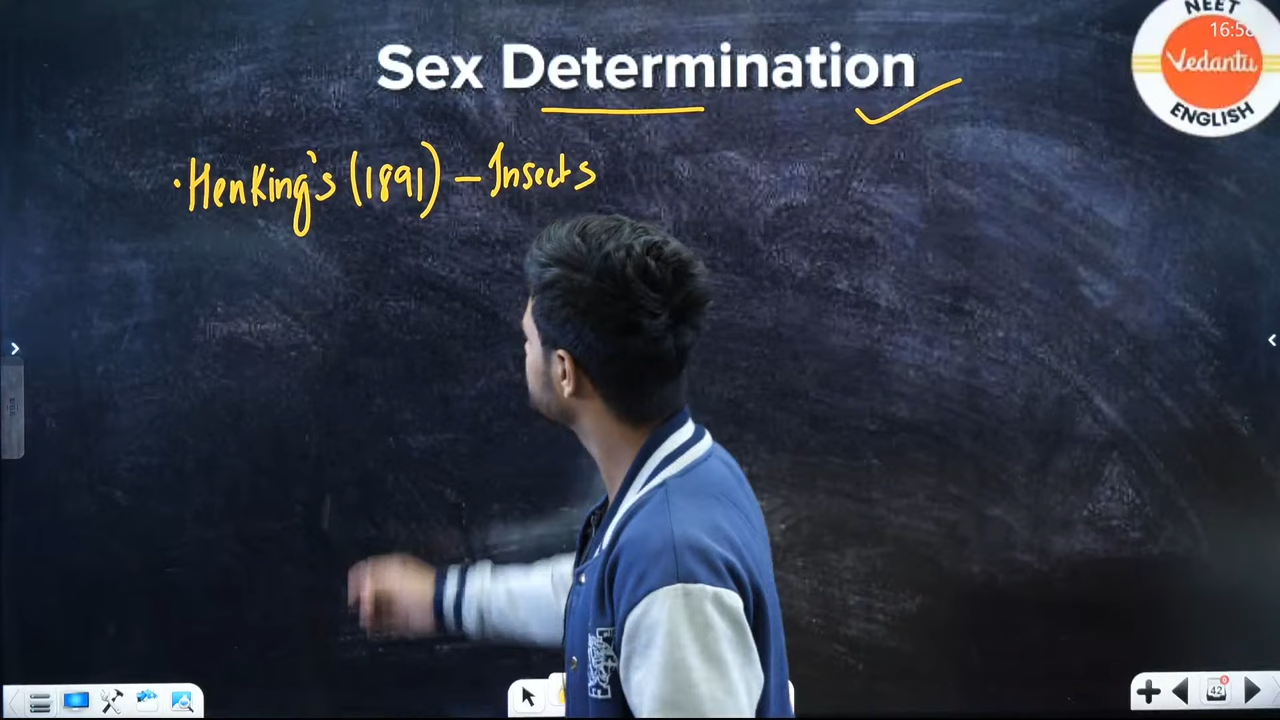 NEET
16:58
Vedantu
ENGLISH
Sex Determination
·Henking's (1891) – Insects
42